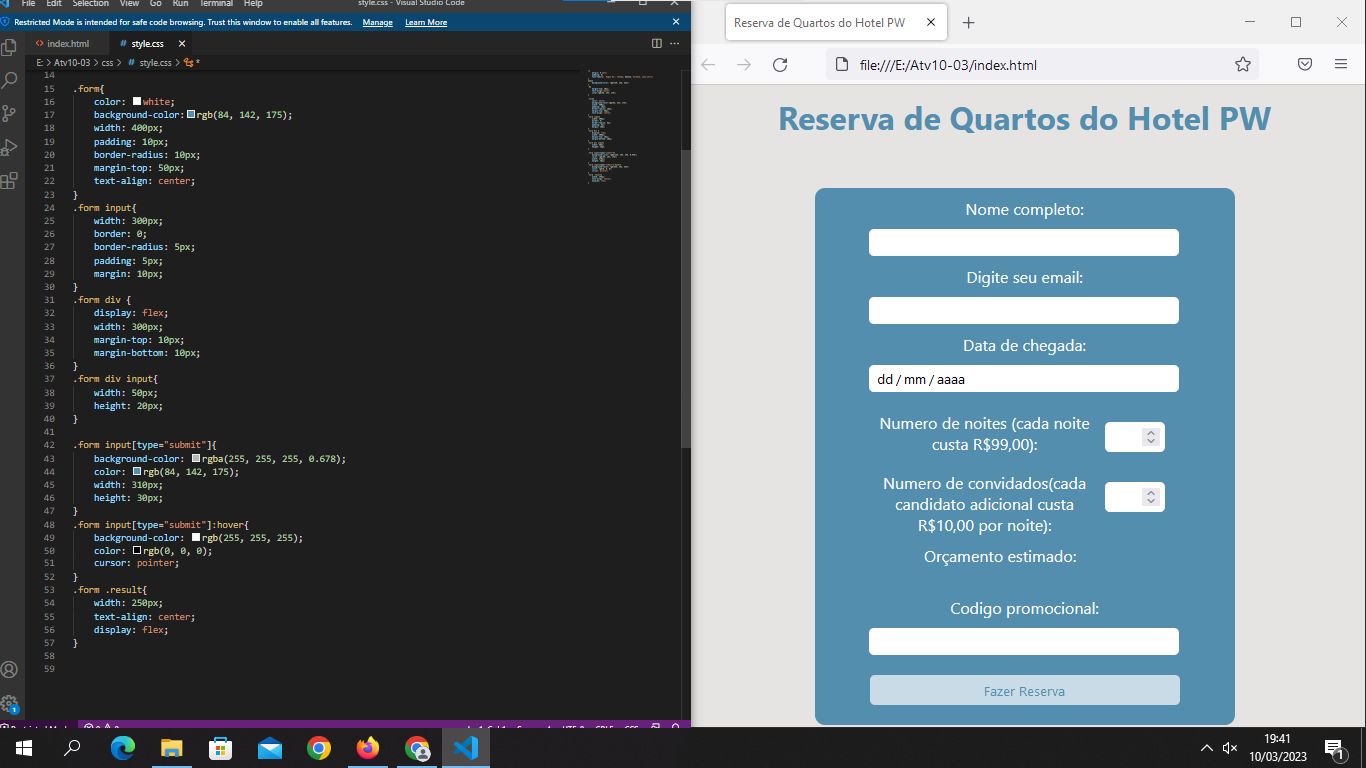 File Edit Selection View Go Run Terminal Help style.css - Visual Studio Code
Restricted Mode is intended for safe code browsing. Trust this window to enable all features. Manage Learn More
index.html # style.css
E: > Atv10-03 > css > # style.css > *
14
15 .form{
16 color: white;
17 background-color: rgb(84, 142, 175);
18 width: 400px;
19 padding: 10px;
20 border-radius: 10px;
21 margin-top: 50px;
22 text-align: center;
23 }
24 .form input{
25 width: 300px;
26 border: 0;
27 border-radius: 5px;
28 padding: 5px;
29 margin: 10px;
30 }
31 .form div {
32 display: flex;
33 width: 300px;
34 margin-top: 10px;
35 margin-bottom: 10px;
36 }
37 .form div input{
38 width: 50px;
39 height: 20px;
40 }
41
42 .form input[type="submit"]{
43 background-color: rgba(255, 255, 255, 0.678);
44 color: rgb(84, 142, 175);
45 width: 310px;
46 height: 30px;
47 }
48 .form input[type="submit"]:hover{
49 background-color: rgb(255, 255, 255);
50 color: rgb(0, 0, 0);
51 cursor: pointer;
52 }
53 .form .result{
54 width: 250px;
55 text-align: center;
56 display: flex;
57 }
58
59
Reserva de Quartos do Hotel PW
file:///E:/Atv10-03/index.html
Reserva de Quartos do Hotel PW
Nome completo:
Digite seu email:
Data de chegada:
dd / mm / aaaa
Numero de noites (cada noite
custa R$99,00):
Numero de convidados(cada
candidato adicional custa
R$10,00 por noite):
Orçamento estimado:
Codigo promocional:
Fazer Reserva
19:41
10/03/2023
1